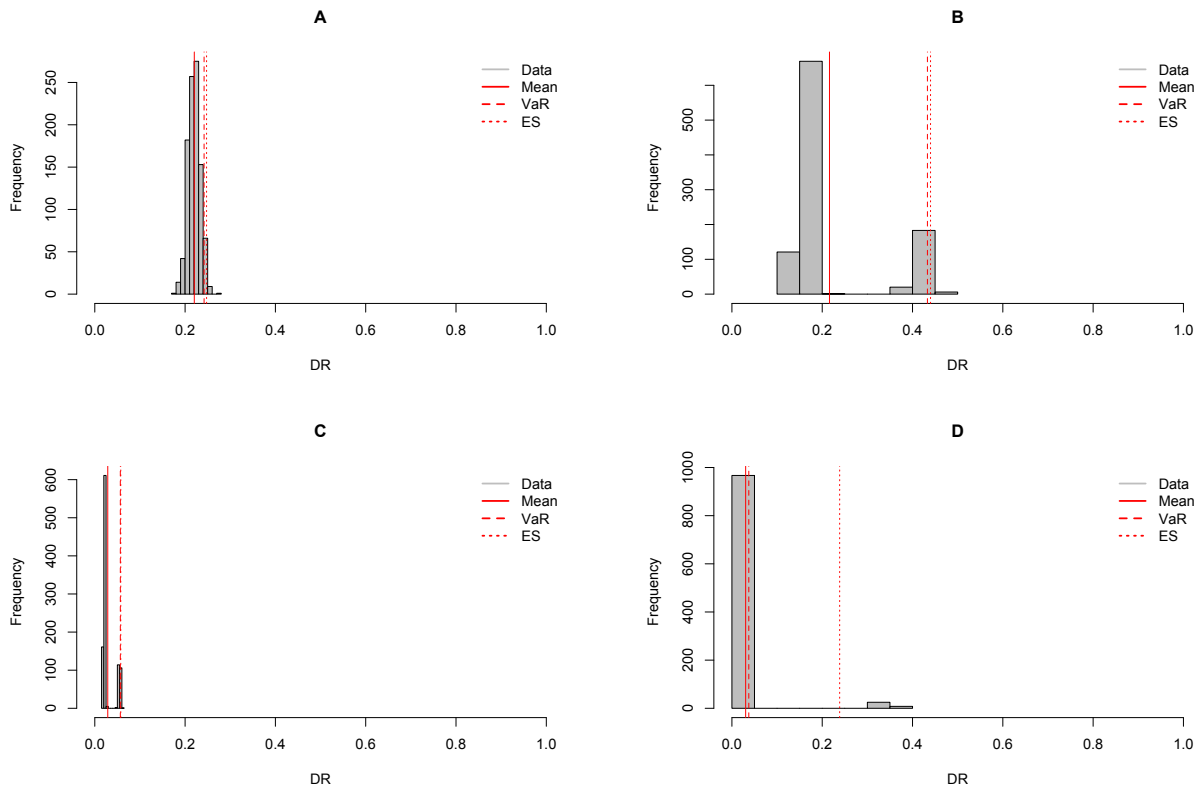 A
Frequency
0 50 100 150 200 250
Data
Mean
VaR
ES
0.0 0.2 0.4 0.6 0.8 1.0
DR
B
Frequency
0 100 300 500
Data
Mean
VaR
ES
0.0 0.2 0.4 0.6 0.8 1.0
DR
C
Frequency
0 100 200 300 400 500 600
Data
Mean
VaR
ES
0.0 0.2 0.4 0.6 0.8 1.0
DR
D
Frequency
0 200 400 600 800 1000
Data
Mean
VaR
ES
0.0 0.2 0.4 0.6 0.8 1.0
DR